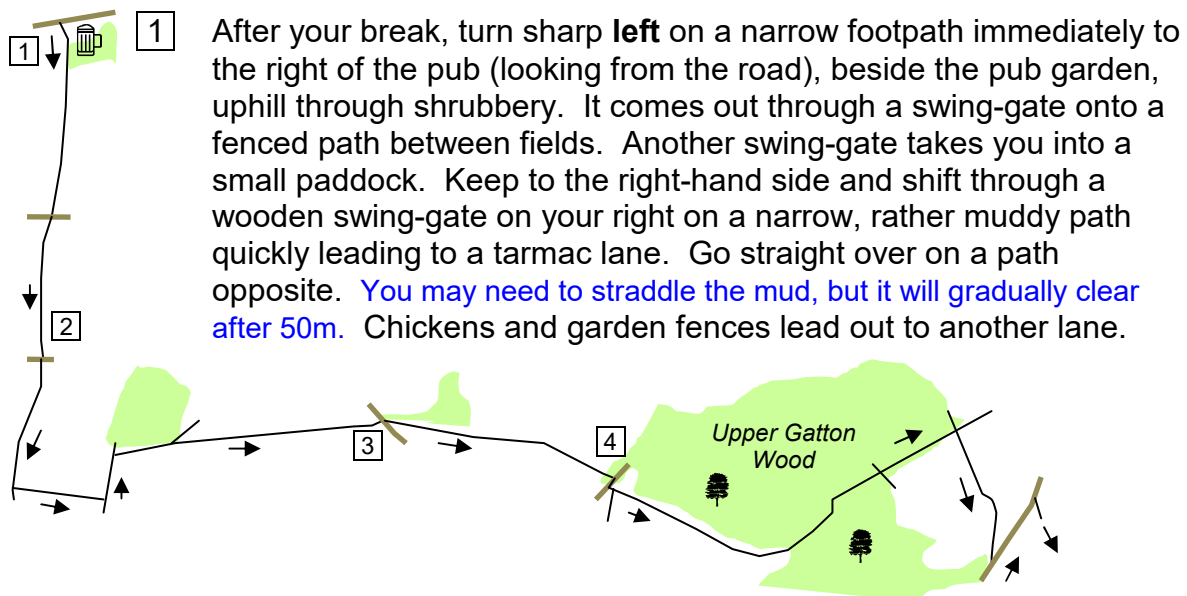 1
1
After your break, turn sharp left on a narrow footpath immediately to
the right of the pub (looking from the road), beside the pub garden,
uphill through shrubbery. It comes out through a swing-gate onto a
fenced path between fields. Another swing-gate takes you into a
small paddock. Keep to the right-hand side and shift through a
wooden swing-gate on your right on a narrow, rather muddy path
quickly leading to a tarmac lane. Go straight over on a path
opposite. You may need to straddle the mud, but it will gradually clear
after 50m. Chickens and garden fences lead out to another lane.
2
3
4
Upper Gatton
Wood